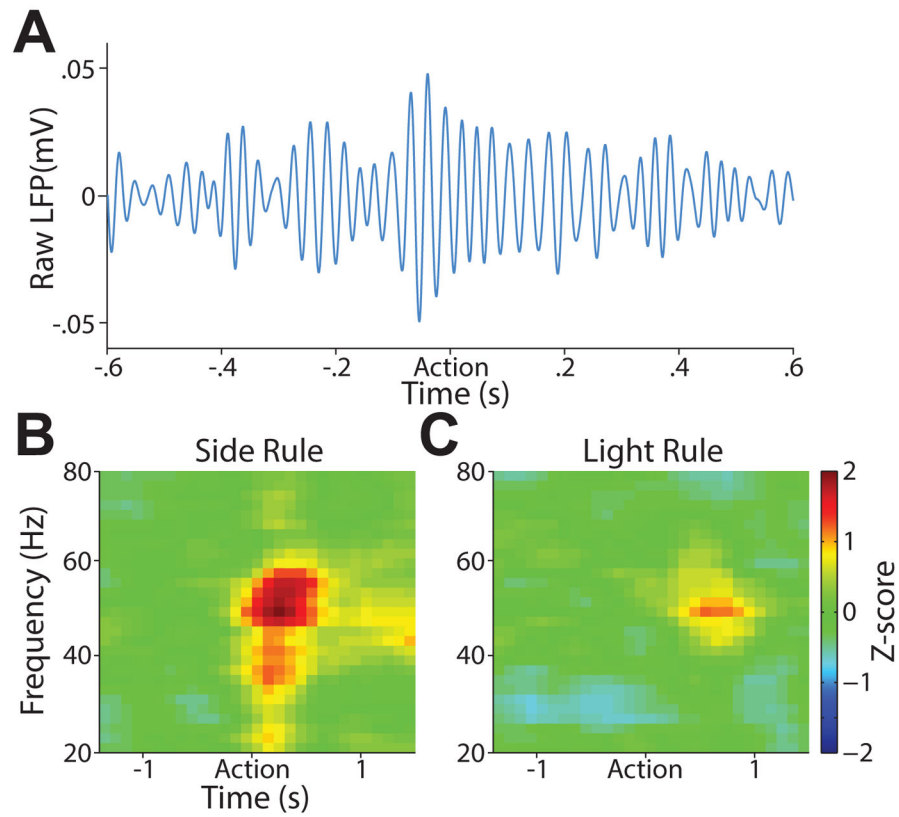 A
Raw LFP(mV)
.05
0
-.05
-.6
-.4
-.2
Action
.2
.4
.6
Time (s)
B
Side Rule
Frequency (Hz)
80
60
40
20
-1
Action
1
Time (s)
C
Light Rule
80
60
40
20
-1
Action
1
2
1
0
−1
−2
Z-score